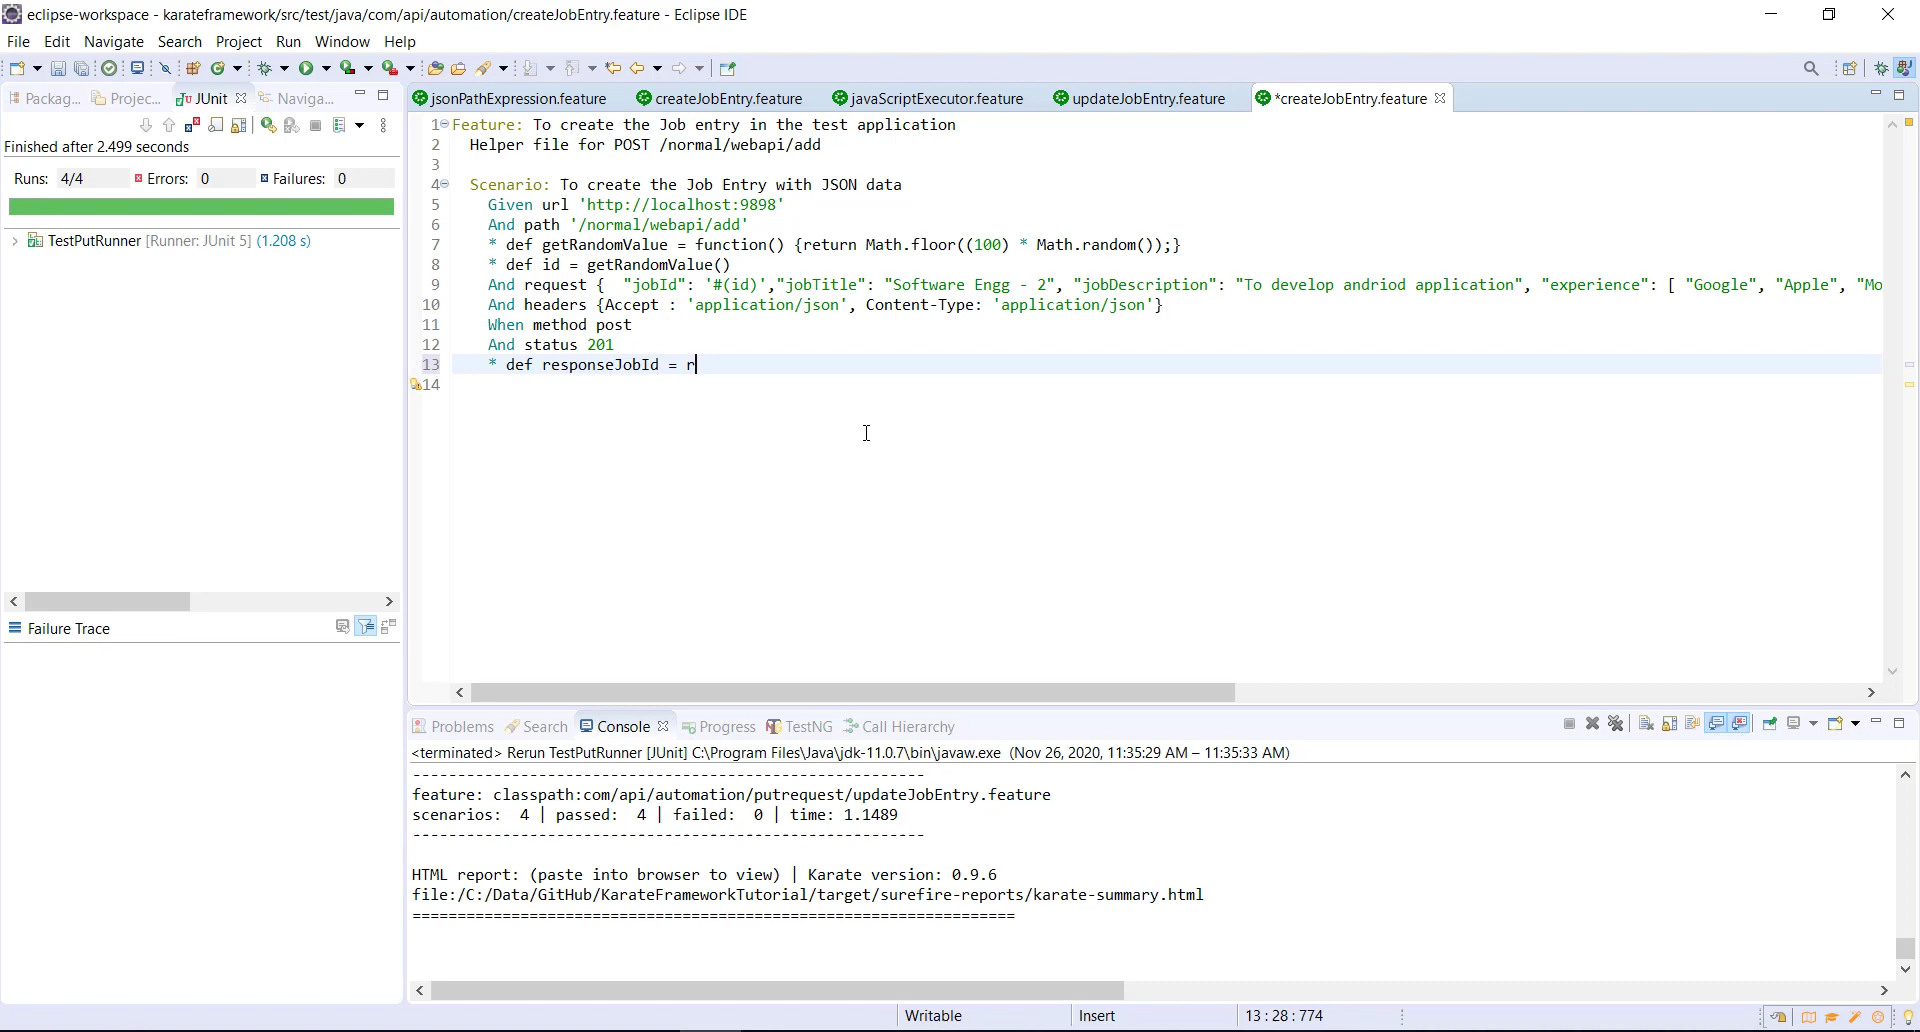 eclipse-workspace - karateframework/src/test/java/com/api/automation/createJobEntry.feature - Eclipse IDE
File Edit Navigate Search Project Run Window Help
Packag... Projec... JUnit Naviga...
jsonPathExpression.feature createJobEntry.feature javaScriptExecutor.feature updateJobEntry.feature *createJobEntry.feature
Finished after 2.499 seconds
Runs: 4/4 Errors: 0 Failures: 0
TestPutRunner [Runner: JUnit 5] (1.208 s)
Failure Trace
1 Feature: To create the Job entry in the test application
2 Helper file for POST /normal/webapi/add
3
4 Scenario: To create the Job Entry with JSON data
5 Given url 'http://localhost:9898'
6 And path '/normal/webapi/add'
7 * def getRandomValue = function() {return Math.floor((100) * Math.random());}
8 * def id = getRandomValue()
9 And request { "jobId": '#(id)',"jobTitle": "Software Engg - 2", "jobDescription": "To develop andriod application", "experience": [ "Google", "Apple", "Mo
10 And headers {Accept : 'application/json', Content-Type: 'application/json'}
11 When method post
12 And status 201
13 * def responseJobId = r
14
Problems Search Console Progress TestNG Call Hierarchy
<terminated> Rerun TestPutRunner [JUnit] C:\Program Files\Java\jdk-11.0.7\bin\javaw.exe (Nov 26, 2020, 11:35:29 AM – 11:35:33 AM)
---------------------------------------------------------
feature: classpath:com/api/automation/putrequest/updateJobEntry.feature
scenarios: 4 | passed: 4 | failed: 0 | time: 1.1489
---------------------------------------------------------
HTML report: (paste into browser to view) | Karate version: 0.9.6
file:/C:/Data/GitHub/KarateFrameworkTutorial/target/surefire-reports/karate-summary.html
===================================================================
Writable Insert 13 : 28 : 774